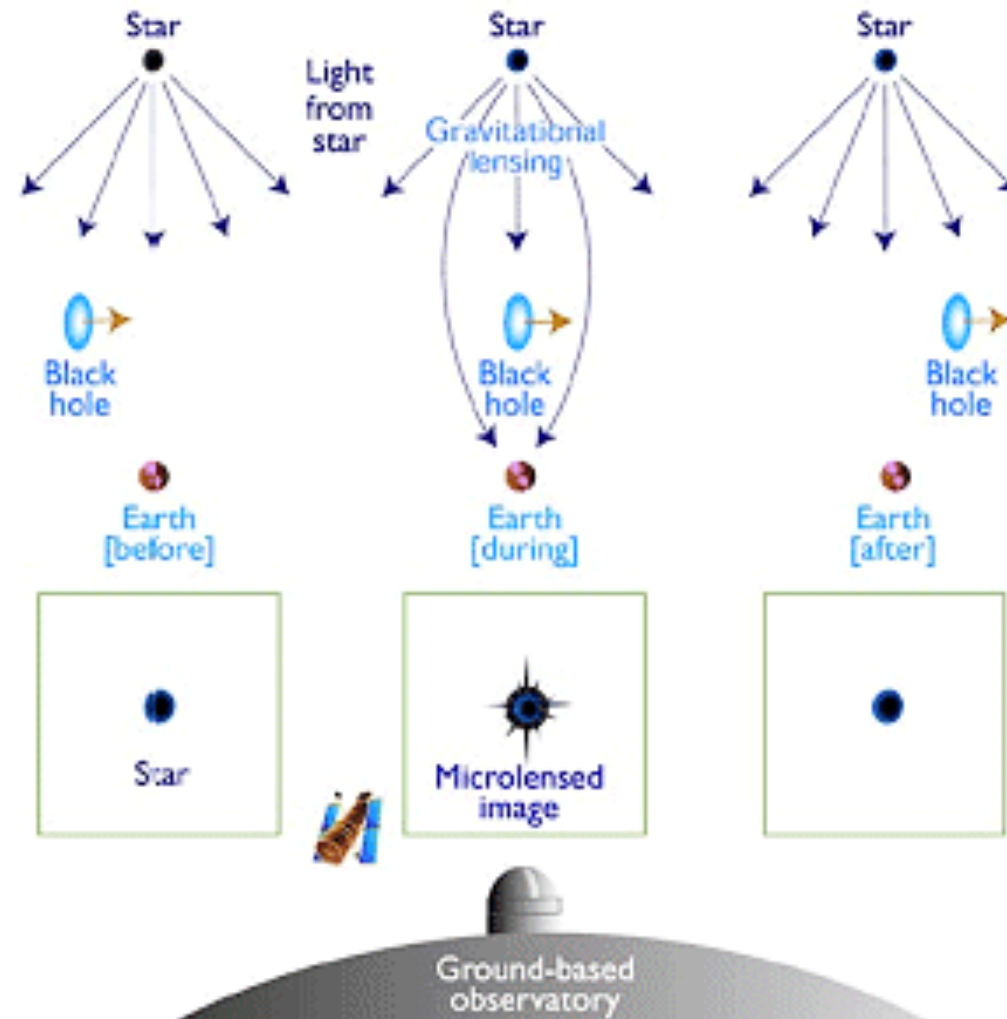 Star
Star
Star
Light
from
star
Gravitational
lensing
Black
hole
Black
hole
Black
hole
Earth
[before]
Earth
[during]
Earth
[after]
Star
Microlensed
image
Ground-based
observatory